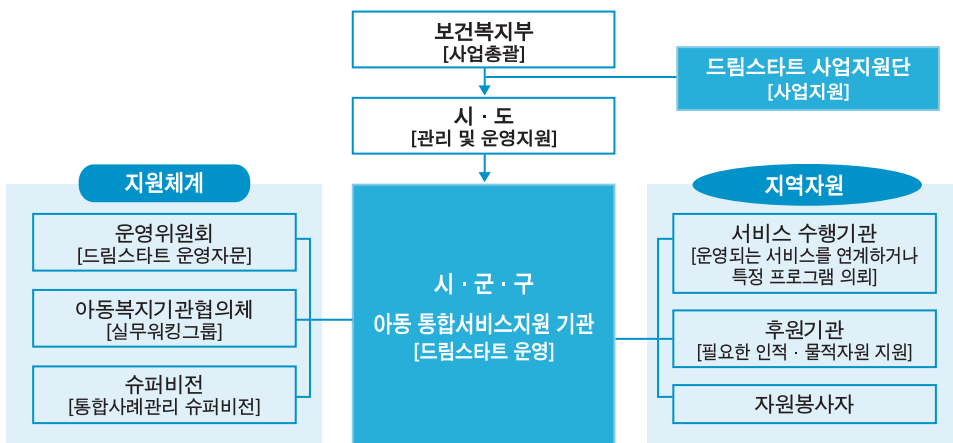 보건복지부
[사업총괄]
드림스타트 사업지원단
[사업지원]
시 · 도
[관리 및 운영지원]
지원체계
운영위원회
[드림스타트 운영자문]
아동복지기관협의체
[실무워킹그룹]
슈퍼비전
[통합사례관리 슈퍼비전]
시 · 군 · 구
아동 통합서비스지원 기관
[드림스타트 운영]
지역자원
서비스 수행기관
[운영되는 서비스를 연계하거나
특정 프로그램 의뢰]
후원기관
[필요한 인적 · 물적자원 지원]
자원봉사자